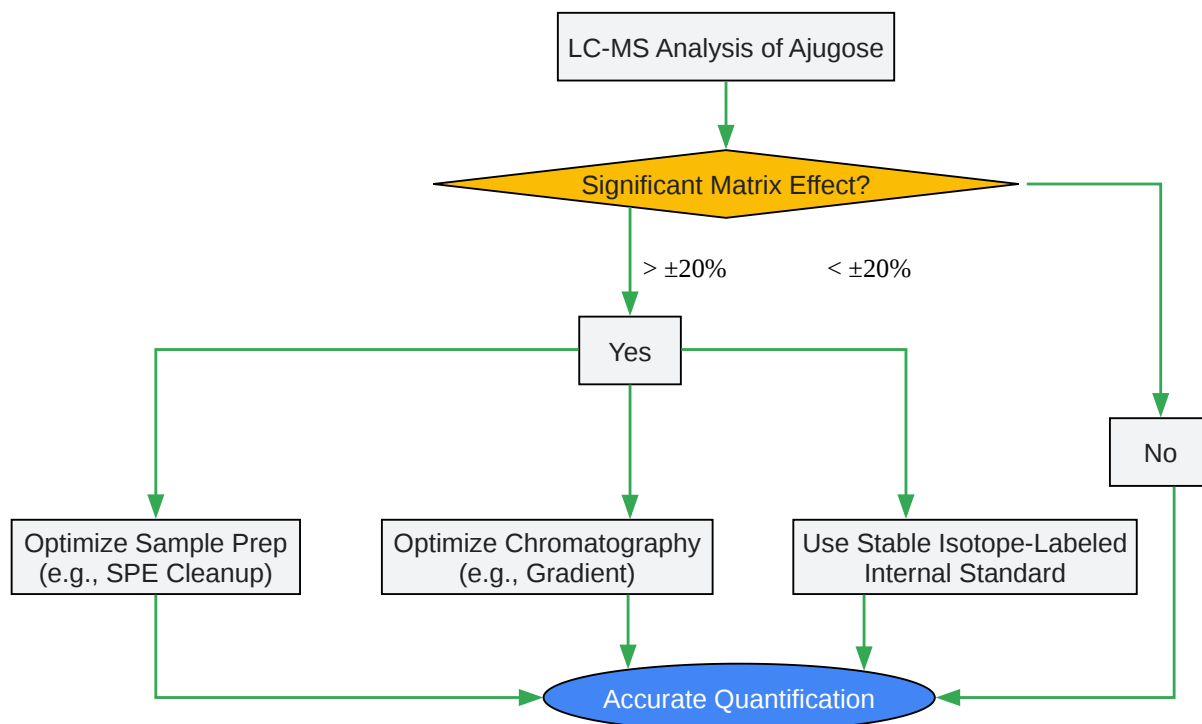 LC-MS Analysis of Ajugose
Significant Matrix Effect?
> ±20%
< ±20%
Yes
No
Optimize Sample Prep
(e.g., SPE Cleanup)
Optimize Chromatography
(e.g., Gradient)
Use Stable Isotope-Labeled
Internal Standard
Accurate Quantification